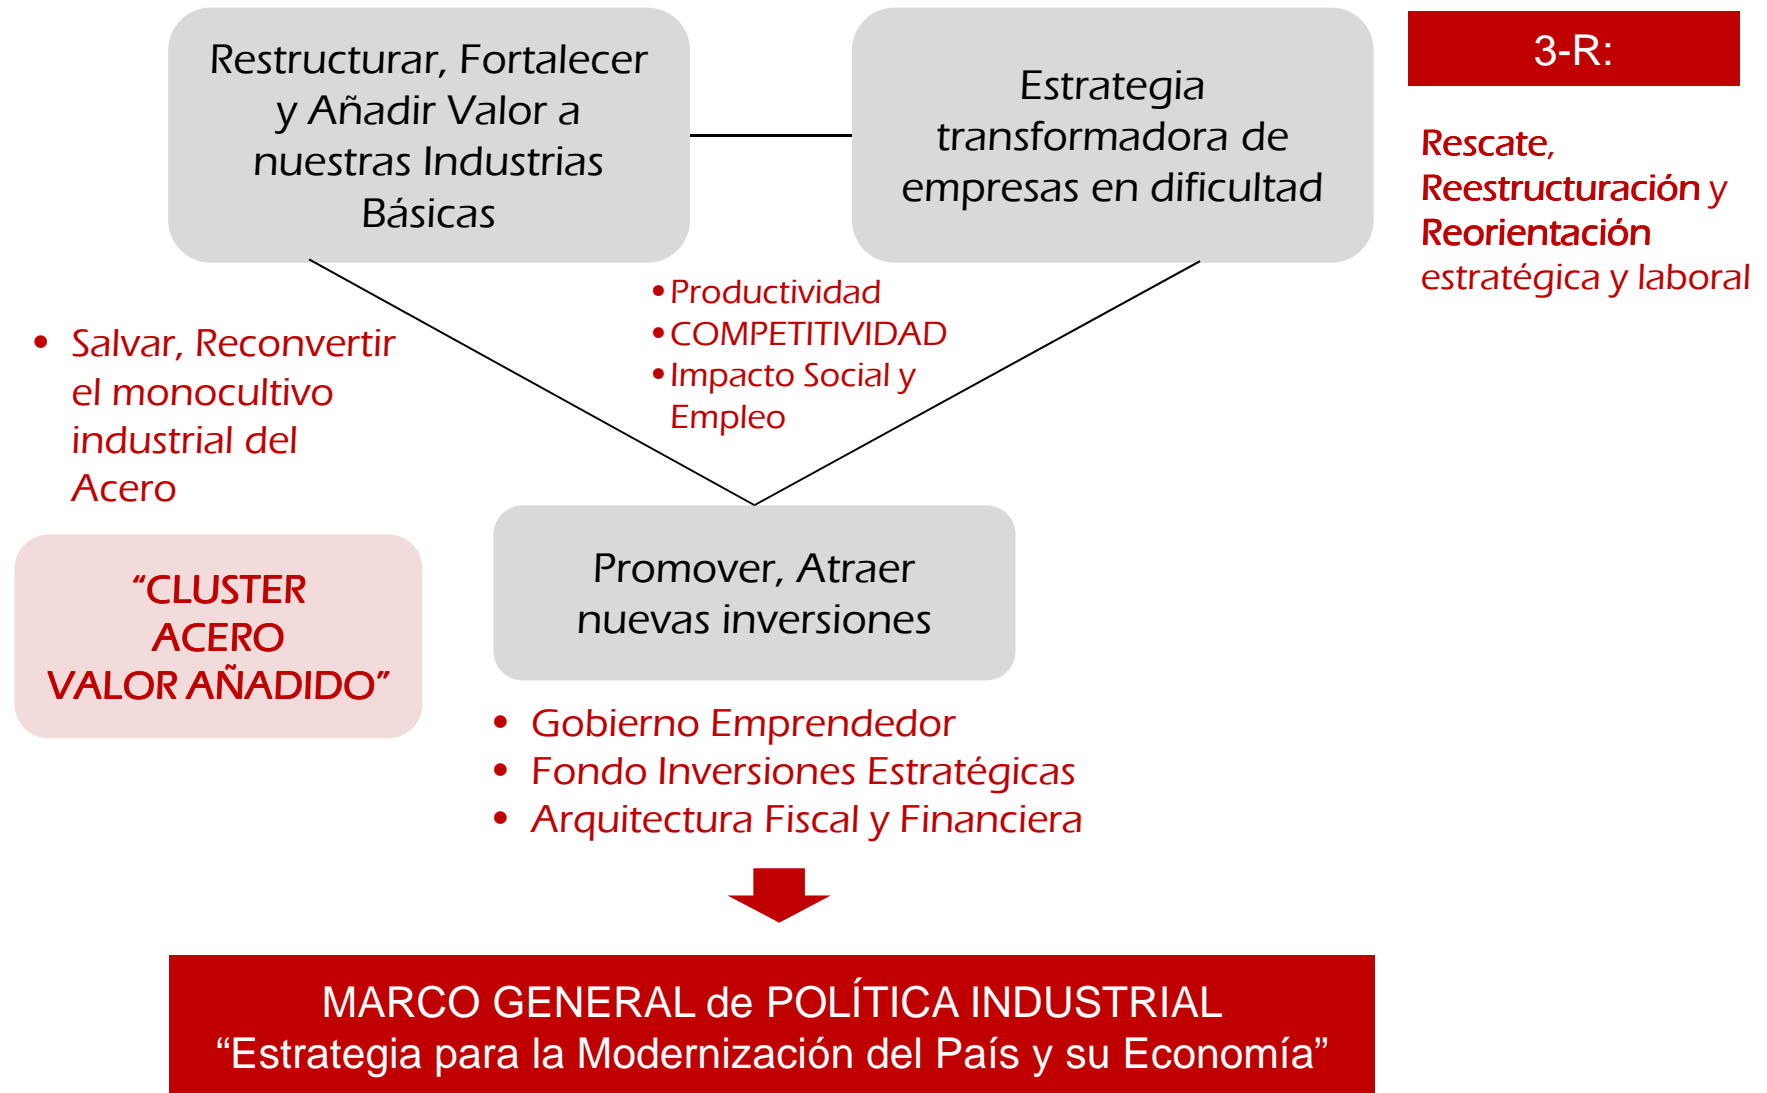 Restructurar, Fortalecer
y Añadir Valor a
nuestras Industrias
Básicas
Estrategia
transformadora de
empresas en dificultad
3-R:
Rescate,
Reestructuración y
Reorientación
estratégica y laboral
•Productividad
•COMPETITIVIDAD
•Impacto Social y
Empleo
• Salvar, Reconvertir
el monocultivo
industrial del
Acero
“CLUSTER
ACERO
VALOR AÑADIDO”
Promover, Atraer
nuevas inversiones
• Gobierno Emprendedor
• Fondo Inversiones Estratégicas
• Arquitectura Fiscal y Financiera
MARCO GENERAL de POLÍTICA INDUSTRIAL
“Estrategia para la Modernización del País y su Economía”